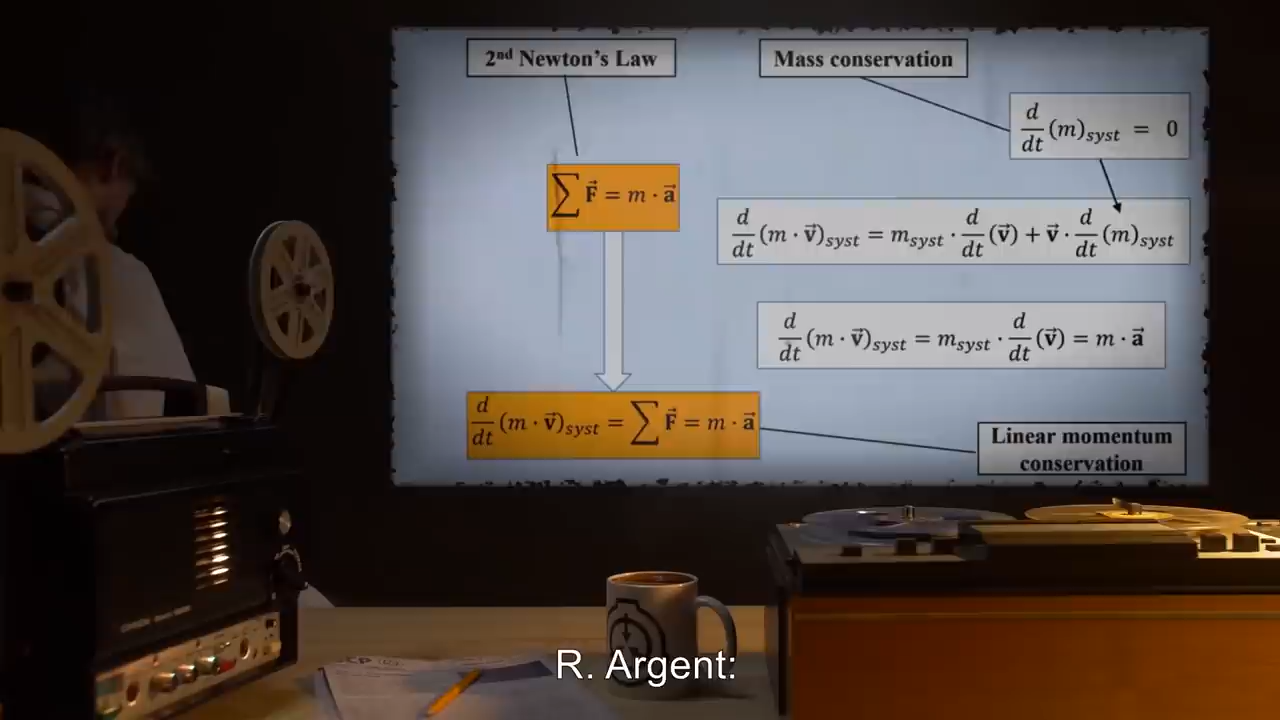 2nd Newton's Law
Mass conservation
d/dt (m)syst = 0
∑ F⃗ = m · a⃗
d/dt (m · v⃗)syst = msyst · d/dt (v⃗) + v⃗ · d/dt (m)syst
d/dt (m · v⃗)syst = msyst · d/dt (v⃗) = m · a⃗
d/dt (m · v⃗)syst = ∑ F⃗ = m · a⃗
Linear momentum
conservation
R. Argent: